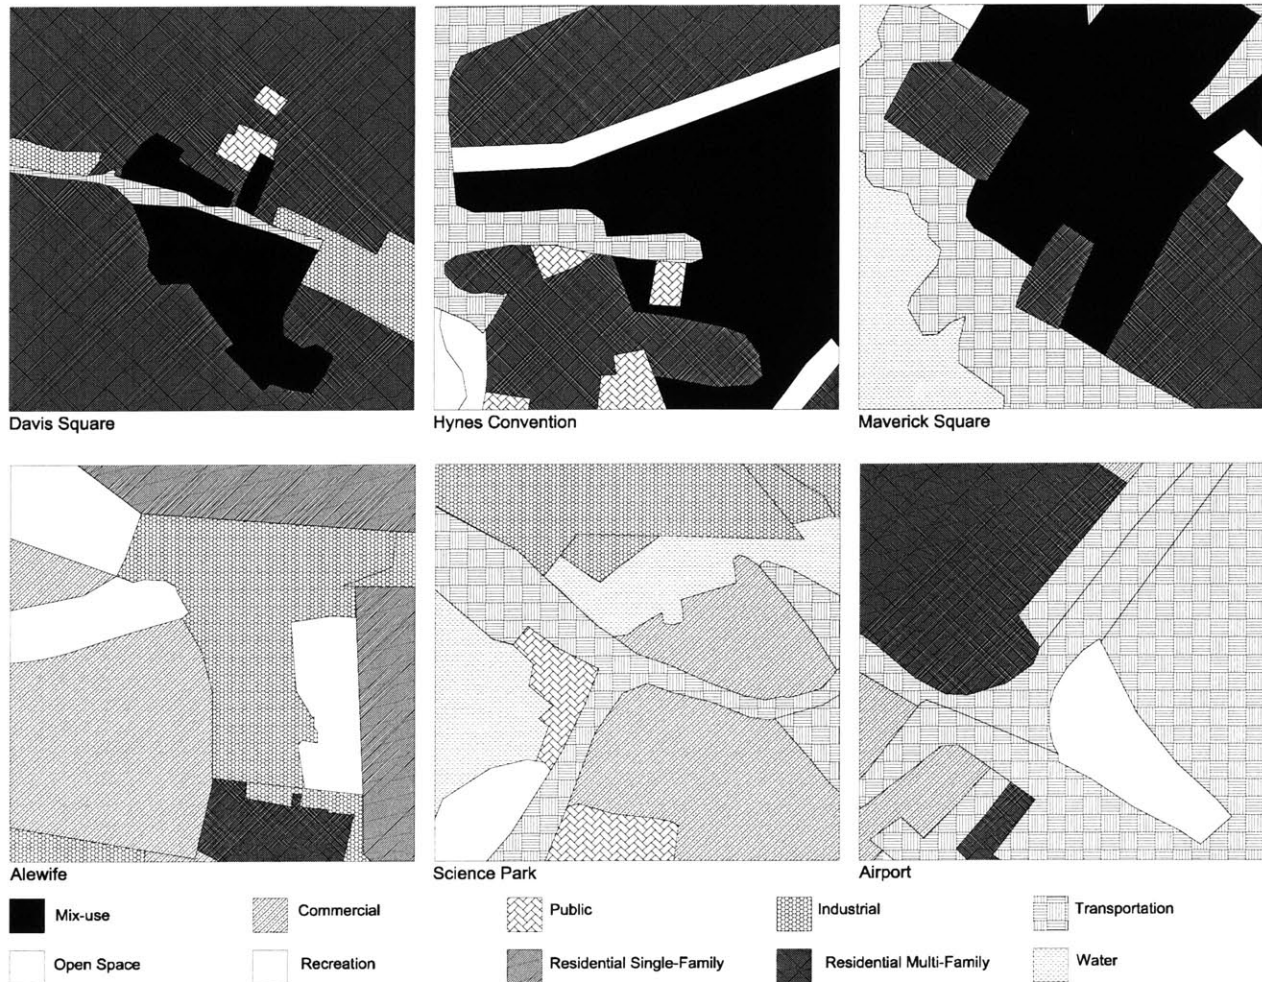 Davis Square
Hynes Convention
Maverick Square
Alewife
Science Park
Airport
Mix-use
Commercial
Public
Industrial
Transportation
Open Space
Recreation
Residential Single-Family
Residential Multi-Family
Water